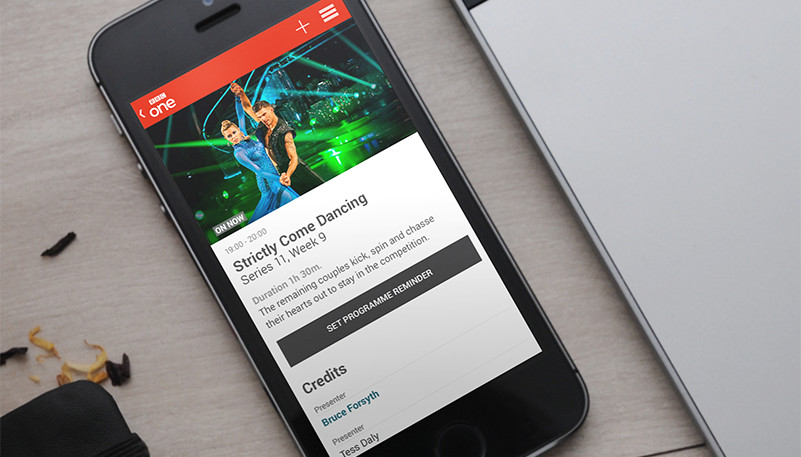 BBC
one
ON NOW
19.00 - 20:00
Strictly Come Dancing
Series 11, Week 9
Duration 1h 30m.
The remaining couples kick, spin and chasse
their hearts out to stay in the competition.
SET PROGRAMME REMINDER
Credits
Presenter
Bruce Forsyth
Presenter
Tess Daly